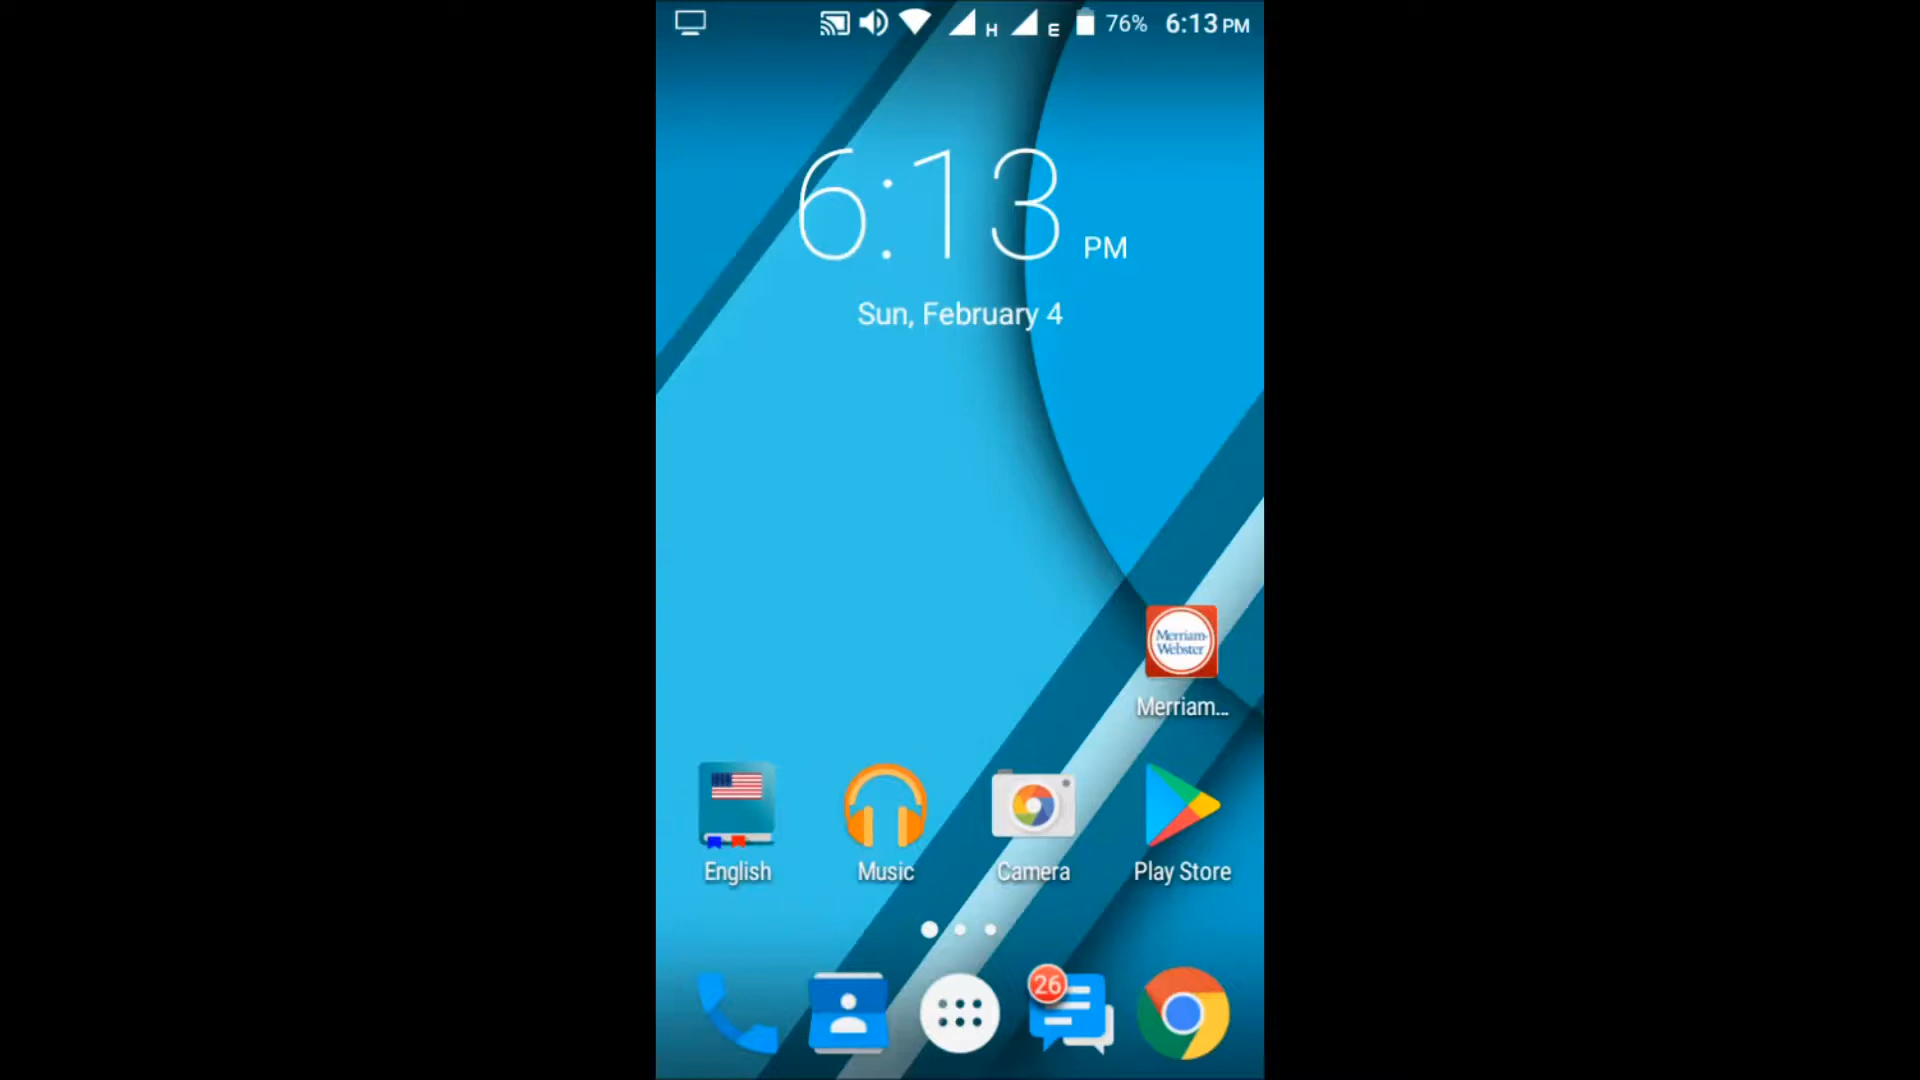 H E 76% 6:13 PM
6:13 PM
Sun, February 4
Merriam-
Webster
Merriam...
English Music Camera Play Store
26